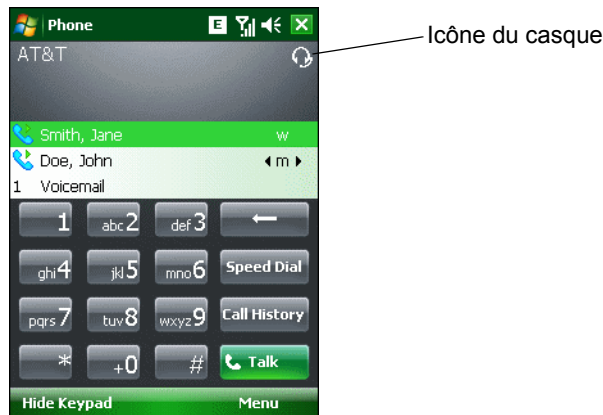 Phone E
AT&T
Icône du casque
Smith, Jane w
Doe, John m
1 Voicemail
1 abc2 def3
ghi4 jkl5 mno6 Speed Dial
pqrs7 tuv8 wxyz9 Call History
* +0 # Talk
Hide Keypad Menu